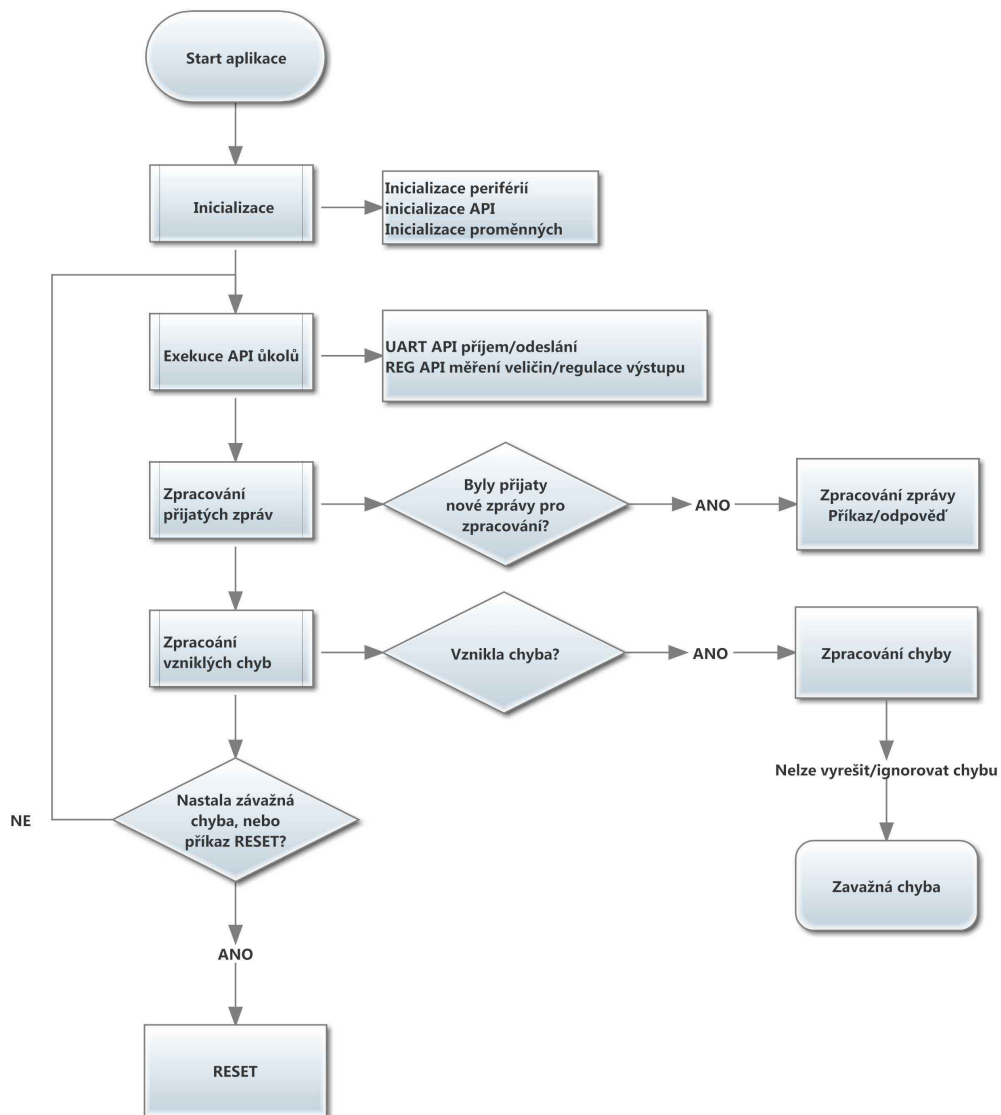 Start aplikace
Inicializace
Inicializace periférií
inicializace API
Inicializace proměnných
Exekuce API ůkolů
UART API příjem/odeslání
REG API měření veličin/regulace výstupu
Zpracování
přijatých zpráv
Byly přijaty
nové zprávy pro
zpracování?
ANO
Zpracování zprávy
Příkaz/odpověď
Zpracoání
vzniklých chyb
Vznikla chyba?
ANO
Zpracování chyby
Nelze vyrešit/ignorovat chybu
Zavažná chyba
Nastala závažná
chyba, nebo
příkaz RESET?
NE
ANO
RESET